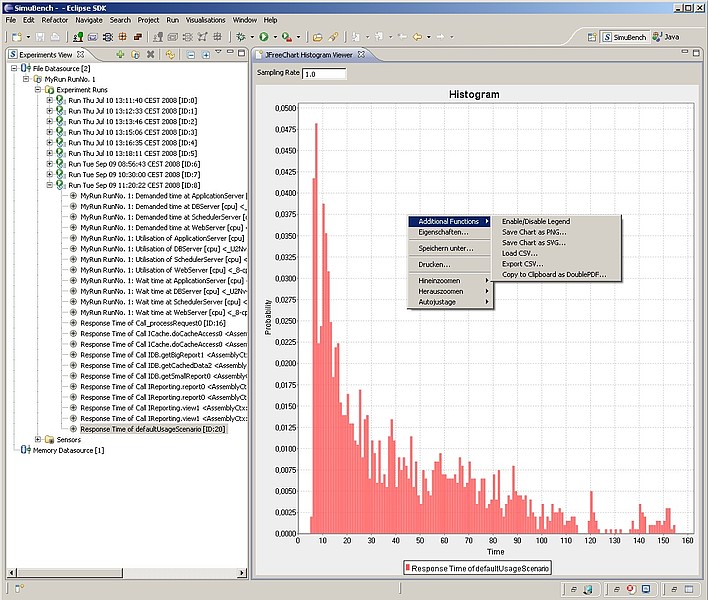 SimuBench - - Eclipse SDK
File Edit Refactor Navigate Search Project Run Visualisations Window Help
SimuBench Java
Experiments View
File Datasource [2]
MyRun RunNo. 1
Experiment Runs
Run Thu Jul 10 13:11:40 CEST 2008 [ID:0]
Run Thu Jul 10 13:12:33 CEST 2008 [ID:1]
Run Thu Jul 10 13:13:46 CEST 2008 [ID:2]
Run Thu Jul 10 13:15:06 CEST 2008 [ID:3]
Run Thu Jul 10 13:16:35 CEST 2008 [ID:4]
Run Thu Jul 10 13:18:11 CEST 2008 [ID:5]
Run Tue Sep 09 08:56:43 CEST 2008 [ID:6]
Run Tue Sep 09 10:30:00 CEST 2008 [ID:7]
Run Tue Sep 09 11:20:22 CEST 2008 [ID:8]
MyRun RunNo. 1: Demanded time at ApplicationServer [
MyRun RunNo. 1: Demanded time at DBServer [cpu] <_
MyRun RunNo. 1: Demanded time at SchedulerServer [c
MyRun RunNo. 1: Demanded time at WebServer [cpu] <
MyRun RunNo. 1: Utilisation of ApplicationServer [cpu]
MyRun RunNo. 1: Utilisation of DBServer [cpu] <_U2Nv
MyRun RunNo. 1: Utilisation of SchedulerServer [cpu] <
MyRun RunNo. 1: Utilisation of WebServer [cpu] <_8-c
MyRun RunNo. 1: Wait time at ApplicationServer [cpu]
MyRun RunNo. 1: Wait time at DBServer [cpu] <_U2Nv
MyRun RunNo. 1: Wait time at SchedulerServer [cpu] <
MyRun RunNo. 1: Wait time at WebServer [cpu] <_8-c
Response Time of Call _processRequest0 [ID:16]
Response Time of Call ICache.doCacheAccess0 <Assem
Response Time of Call ICache.doCacheAccess1 <Assem
Response Time of Call IDB.getBigReport1 <AssemblyCt
Response Time of Call IDB.getCachedData2 <Assembly
Response Time of Call IDB.getSmallReport0 <Assembly
Response Time of Call IReporting.report0 <AssemblyCt
Response Time of Call IReporting.report0 <AssemblyCt
Response Time of Call IReporting.view1 <AssemblyCtx:
Response Time of Call IReporting.view1 <AssemblyCtx:
Response Time of defaultUsageScenario [ID:20]
Sensors
Memory Datasource [1]
JFreeChart Histogram Viewer
Sampling Rate 1.0
Histogram
0,0500
0,0475
0,0450
0,0425
0,0400
0,0375
0,0350
0,0325
0,0300
0,0275
0,0250
0,0225
0,0200
0,0175
0,0150
0,0125
0,0100
0,0075
0,0050
0,0025
0,0000
Probability
0 10 20 30 40 50 60 70 80 90 100 110 120 130 140 150 160
Time
Response Time of defaultUsageScenario
Additional Functions
Eigenschaften...
Speichern unter...
Drucken...
Hineinzoomen
Herauszoomen
Autojustage
Enable/Disable Legend
Save Chart as PNG...
Save Chart as SVG...
Load CSV...
Export CSV...
Copy to Clipboard as DoublePDF...